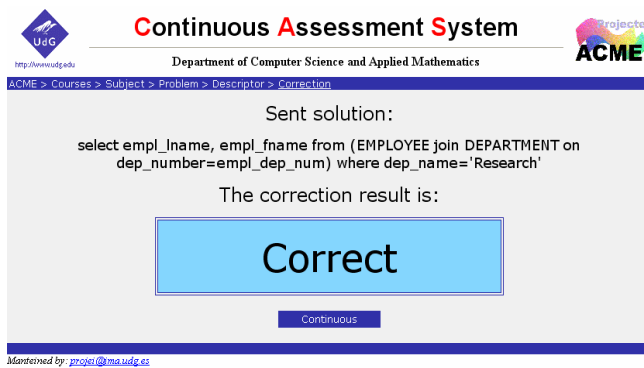 UdG
http://www.udg.edu
Continuous Assessment System
Department of Computer Science and Applied Mathematics
Projecte
ACME
ACME > Courses > Subject > Problem > Descriptor > Correction
Sent solution:
select empl_lname, empl_fname from (EMPLOYEE join DEPARTMENT on
dep_number=empl_dep_num) where dep_name='Research'
The correction result is:
Correct
Continuous
Manteined by: projei@ima.udg.es